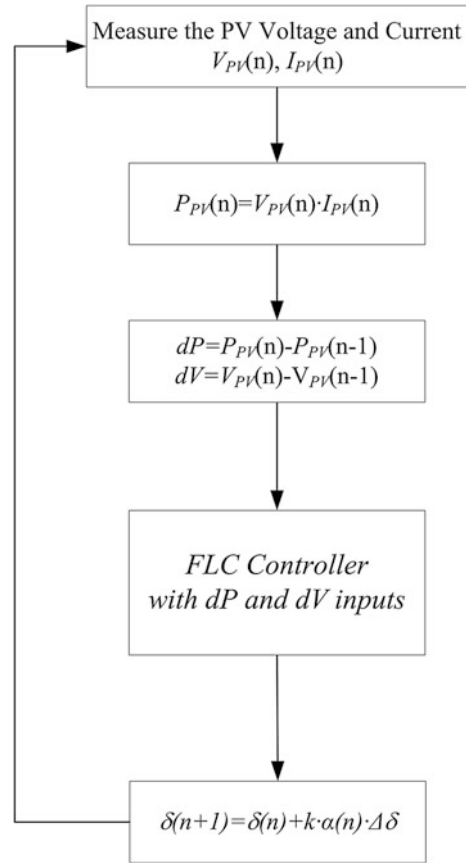 Measure the PV Voltage and Current
V_PV(n), I_PV(n)
P_PV(n)=V_PV(n)·I_PV(n)
dP=P_PV(n)-P_PV(n-1)
dV=V_PV(n)-V_PV(n-1)
FLC Controller
with dP and dV inputs
δ(n+1)=δ(n)+k·α(n)·Δδ